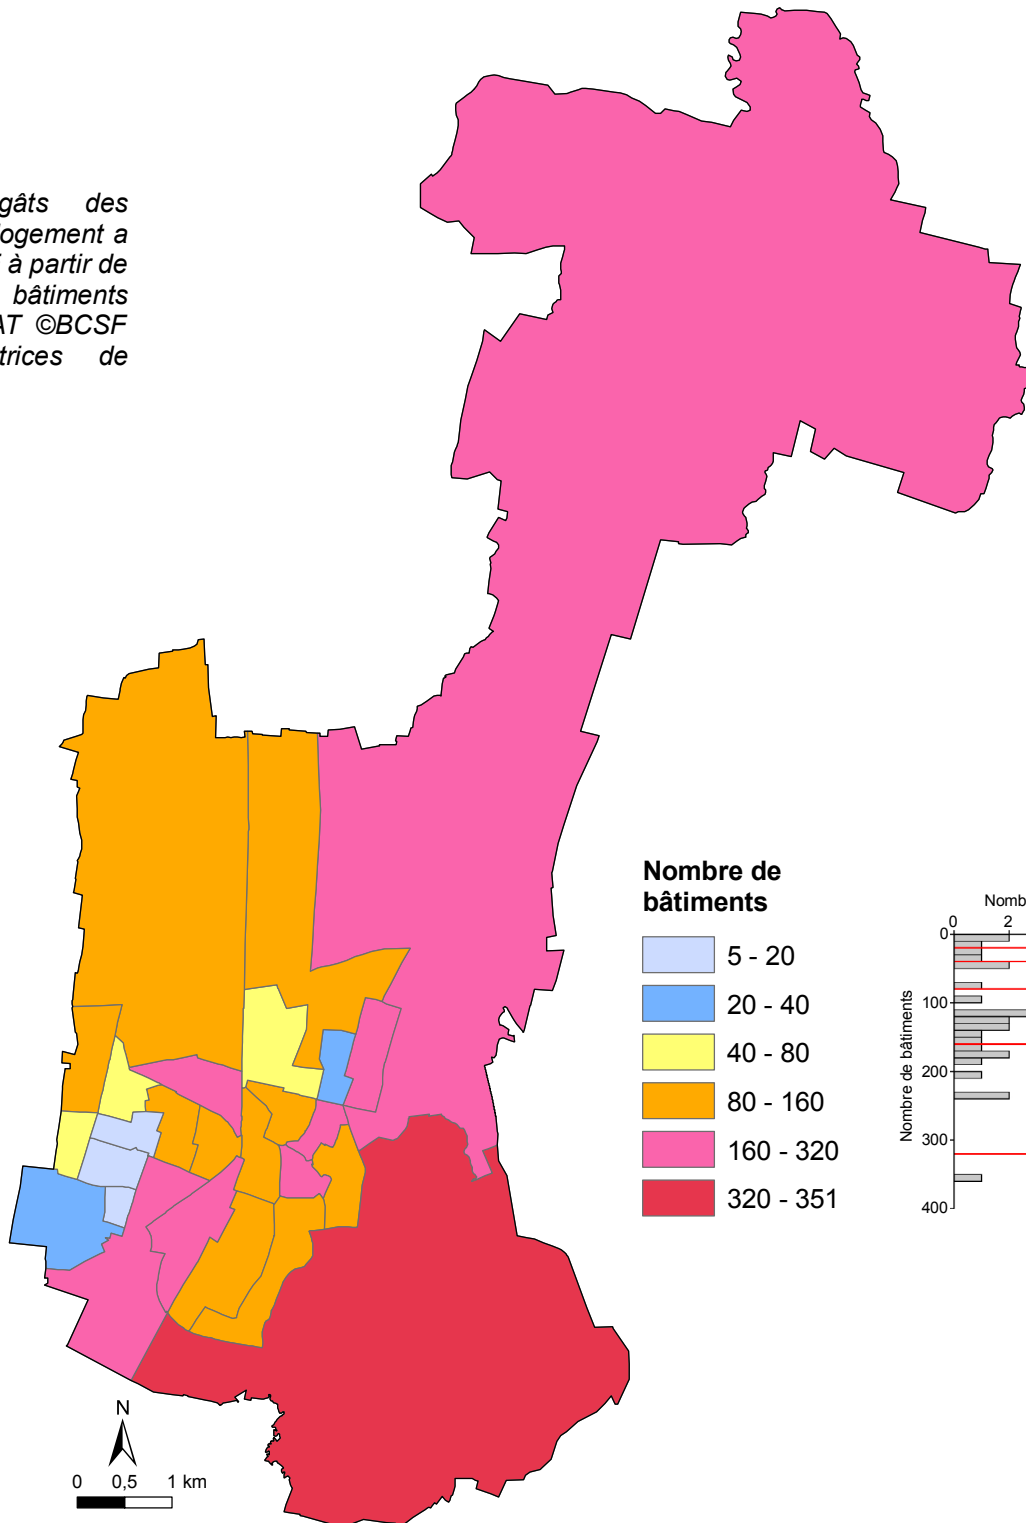 gâts des
logement a
à partir de
bâtiments
AT ©BCSF
trices de
Nombre de
bâtiments
5 - 20
20 - 40
40 - 80
80 - 160
160 - 320
320 - 351
Nomb
0 2
0
100
200
300
400
Nombre de bâtiments
N
0 0,5 1 km